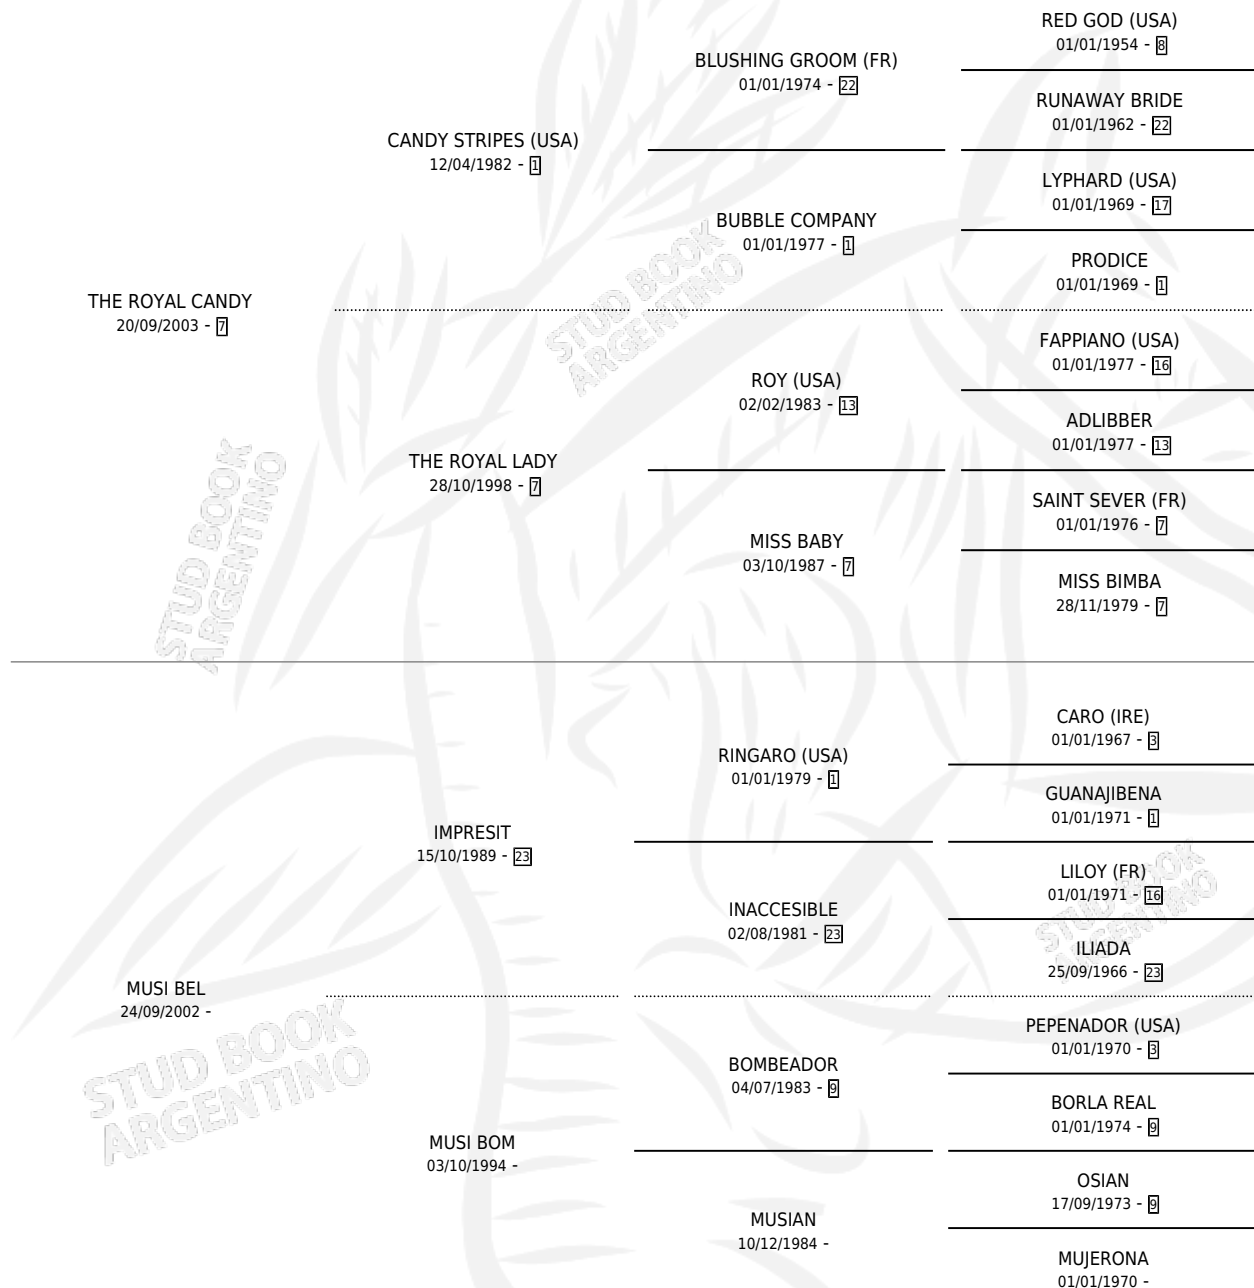 RED GOD (USA)
01/01/1954 - 8
BLUSHING GROOM (FR)
01/01/1974 - 22
RUNAWAY BRIDE
01/01/1962 - 22
CANDY STRIPES (USA)
12/04/1982 - 1
LYPHARD (USA)
01/01/1969 - 17
BUBBLE COMPANY
01/01/1977 - 1
PRODICE
01/01/1969 - 1
THE ROYAL CANDY
20/09/2003 - 7
STUD BOOK
ARGENTINO
FAPPIANO (USA)
01/01/1977 - 16
ROY (USA)
02/02/1983 - 13
ADLIBBER
01/01/1977 - 13
THE ROYAL LADY
28/10/1998 - 7
SAINT SEVER (FR)
01/01/1976 - 7
MISS BABY
03/10/1987 - 7
MISS BIMBA
28/11/1979 - 7
STUD BOOK
ARGENTINO
CARO (IRE)
01/01/1967 - 3
RINGARO (USA)
01/01/1979 - 1
GUANAJIBENA
01/01/1971 - 1
IMPRESIT
15/10/1989 - 23
LILOY (FR)
01/01/1971 - 16
INACCESIBLE
02/08/1981 - 23
ILIADA
25/09/1966 - 23
STUD BOOK
ARGENTINO
MUSI BEL
24/09/2002 -
STUD BOOK
ARGENTINO
PEPENADOR (USA)
01/01/1970 - 3
BOMBEADOR
04/07/1983 - 9
BORLA REAL
01/01/1974 - 9
MUSI BOM
03/10/1994 -
OSIAN
17/09/1973 - 9
MUSIAN
10/12/1984 -
MUJERONA
01/01/1970 -